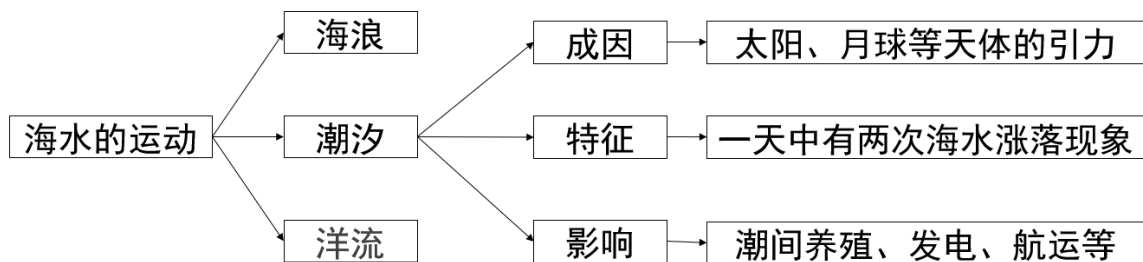 海浪
成因
太阳、月球等天体的引力
海水的运动
潮汐
特征
一天中有两次海水涨落现象
洋流
影响
潮间养殖、发电、航运等